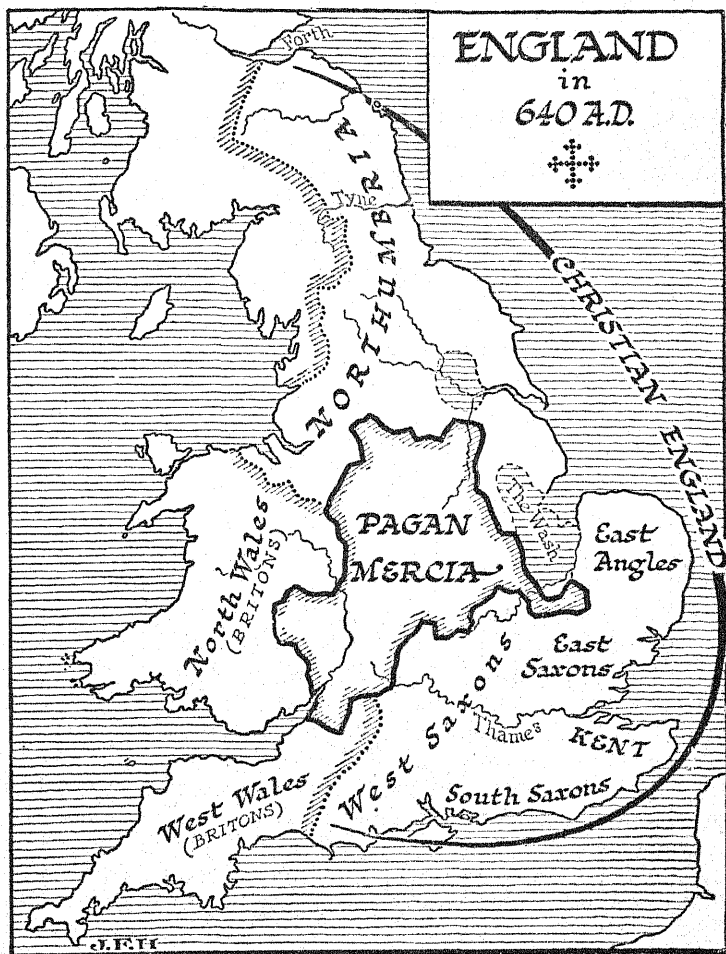 ENGLAND
in
640 A.D.
Forth
Tyne
NORTHUMBRIA
CHRISTIAN ENGLAND
PAGAN
MERCIA
The Wash
East
Angles
North Wales
(BRITONS)
East
Saxons
West Saxons
Thames
KENT
South Saxons
West Wales
(BRITONS)
J.F.H